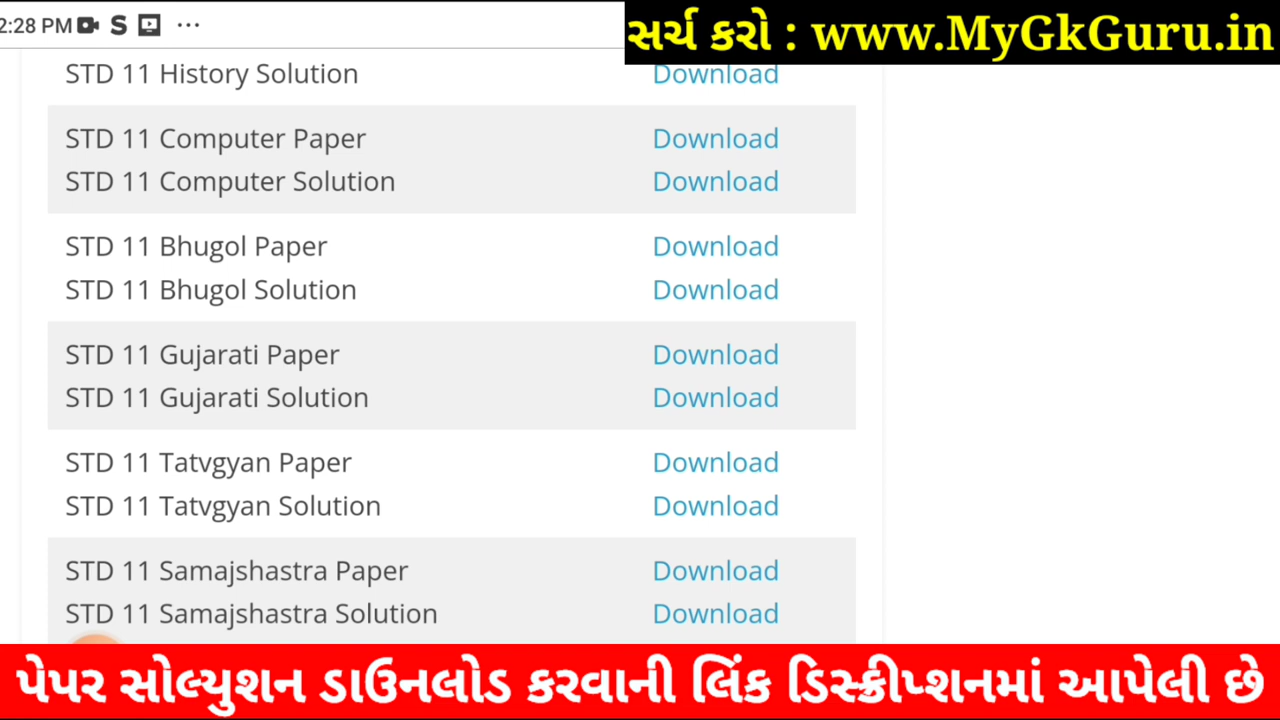 2:28 PM S ...
સર્ચ કરો : www.MyGkGuru.in
STD 11 History Solution Download
STD 11 Computer Paper Download
STD 11 Computer Solution Download
STD 11 Bhugol Paper Download
STD 11 Bhugol Solution Download
STD 11 Gujarati Paper Download
STD 11 Gujarati Solution Download
STD 11 Tatvgyan Paper Download
STD 11 Tatvgyan Solution Download
STD 11 Samajshastra Paper Download
STD 11 Samajshastra Solution Download
પેપર સોલ્યુશન ડાઉનલોડ કરવાની લિંક ડિસ્ક્રીપ્શનમાં આપેલી છે